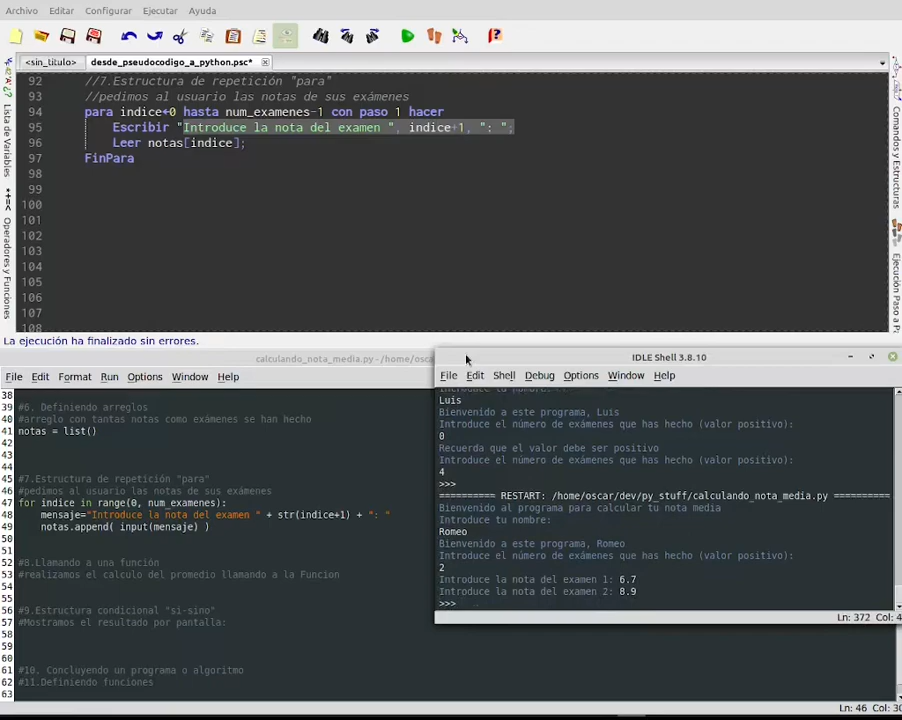 Archivo Editar Configurar Ejecutar Ayuda
<sin_titulo> desde_pseudocodigo_a_python.psc*
Lista de Variables
Operadores y Funciones
92 //7.Estructura de repetición "para"
93 //pedimos al usuario las notas de sus exámenes
94 para indice←0 hasta num_examenes-1 con paso 1 hacer
95 Escribir "Introduce la nota del examen ", indice+1, ": ";
96 Leer notas[indice];
97 FinPara
98
99
100
101
102
103
104
105
106
107
108
Comandos y Estructuras
Ejecución Paso a P
La ejecución ha finalizado sin errores.
calculando_nota_media.py - /home/osca
File Edit Format Run Options Window Help
38
39 #6. Definiendo arreglos
40 #arreglo con tantas notas como exámenes se han hecho
41 notas = list()
42
43
44
45 #7.Estructura de repetición "para"
46 #pedimos al usuario las notas de sus exámenes
47 for indice in range(0, num_examenes):
48 mensaje="Introduce la nota del examen " + str(indice+1) + ": "
49 notas.append( input(mensaje) )
50
51
52 #8.Llamando a una función
53 #realizamos el calculo del promedio llamando a la Funcion
54
55
56 #9.Estructura condicional "si-sino"
57 #Mostramos el resultado por pantalla:
58
59
60
61 #10. Concluyendo un programa o algoritmo
62 #11.Definiendo funciones
63
Ln: 46 Col: 30
IDLE Shell 3.8.10
File Edit Shell Debug Options Window Help
Luis
Bienvenido a este programa, Luis
Introduce el número de exámenes que has hecho (valor positivo):
0
Recuerda que el valor debe ser positivo
Introduce el número de exámenes que has hecho (valor positivo):
4
>>>
========== RESTART: /home/oscar/dev/py_stuff/calculando_nota_media.py ==========
Bienvenido al programa para calcular tu nota media
Introduce tu nombre:
Romeo
Bienvenido a este programa, Romeo
Introduce el número de exámenes que has hecho (valor positivo):
2
Introduce la nota del examen 1: 6.7
Introduce la nota del examen 2: 8.9
>>>
Ln: 372 Col: 4